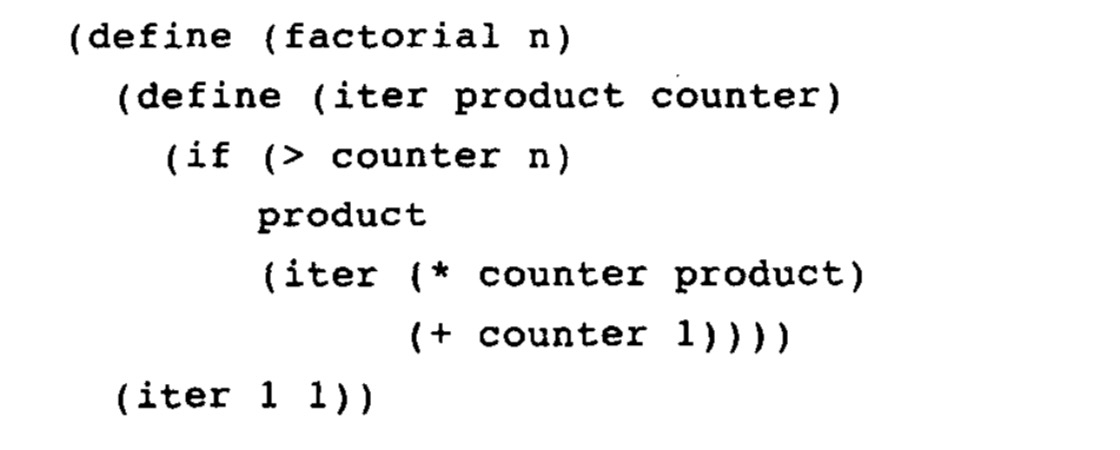 (define (factorial n)
(define (iter product counter)
(if (> counter n)
product
(iter (* counter product)
(+ counter 1))))
(iter 1 1))